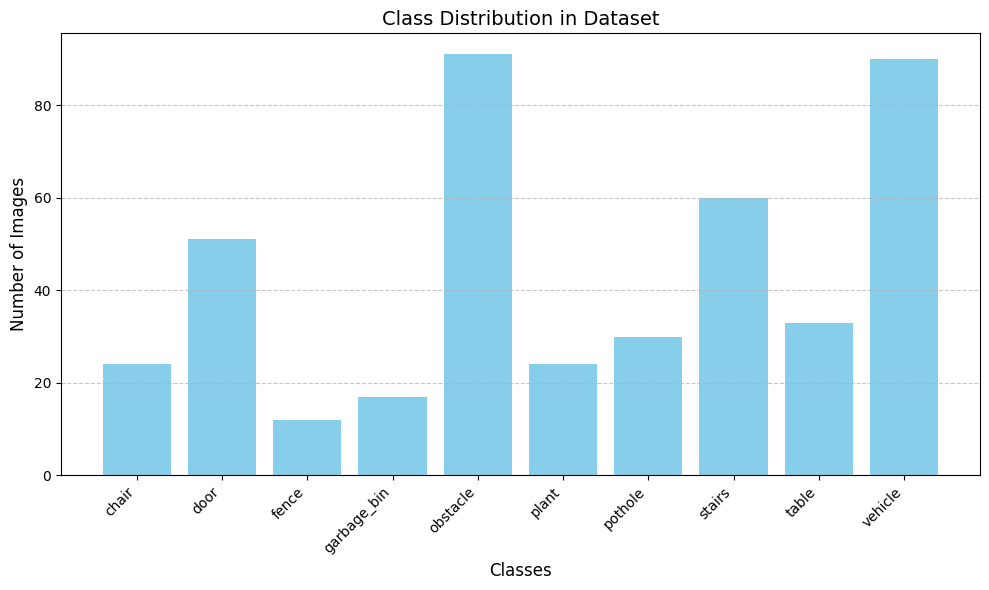 Class Distribution in Dataset
Number of Images
80
60
40
20
0
chair
door
fence
garbage_bin
obstacle
plant
pothole
stairs
table
vehicle
Classes